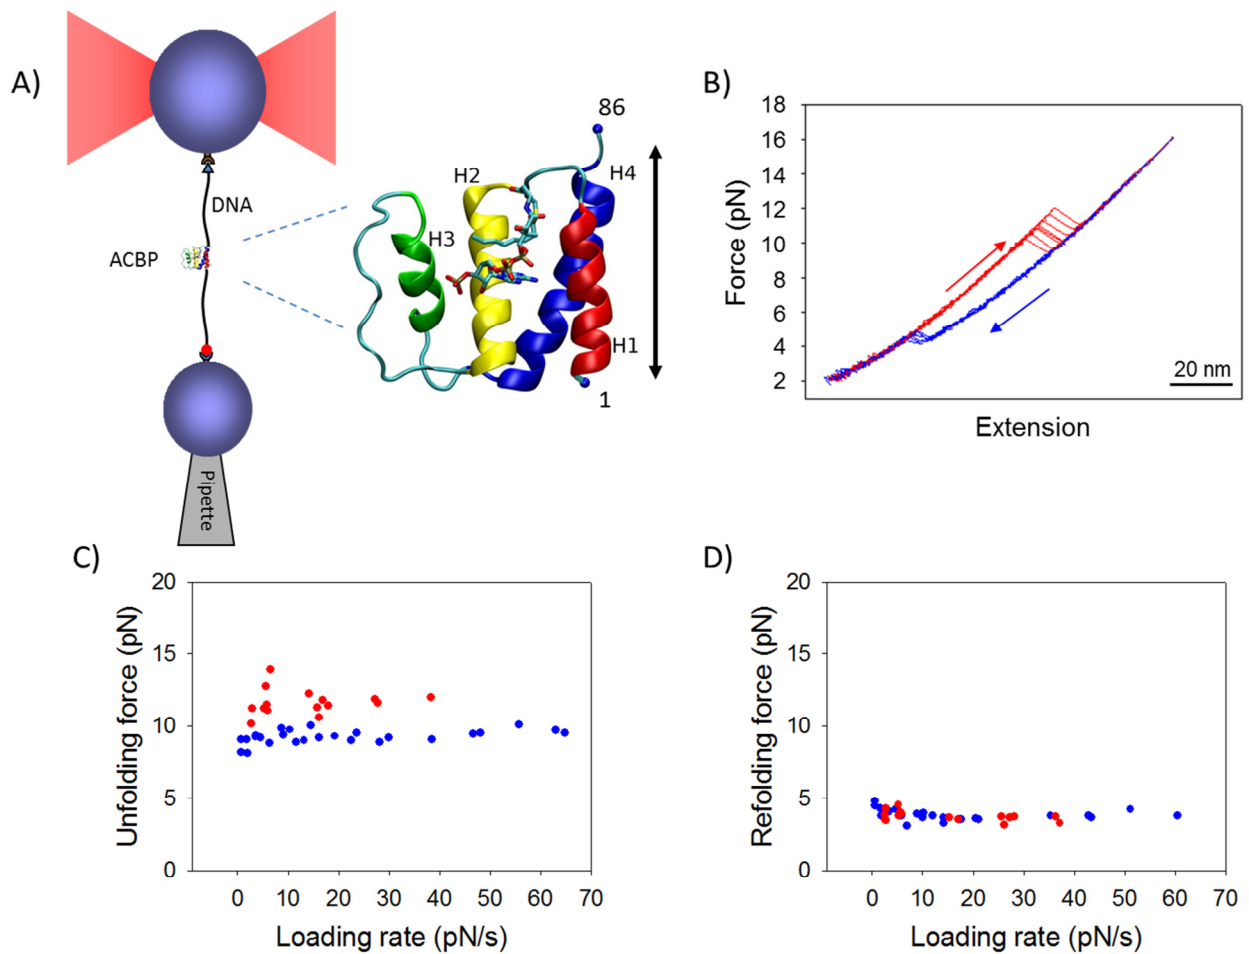 A)
DNA
ACBP
Pipette
86
H2
H4
H3
H1
1
B)
Force (pN)
18
16
14
12
10
8
6
4
2
20 nm
Extension
C)
Unfolding force (pN)
20
15
10
5
0
0 10 20 30 40 50 60 70
Loading rate (pN/s)
D)
Refolding force (pN)
20
15
10
5
0
0 10 20 30 40 50 60 70
Loading rate (pN/s)